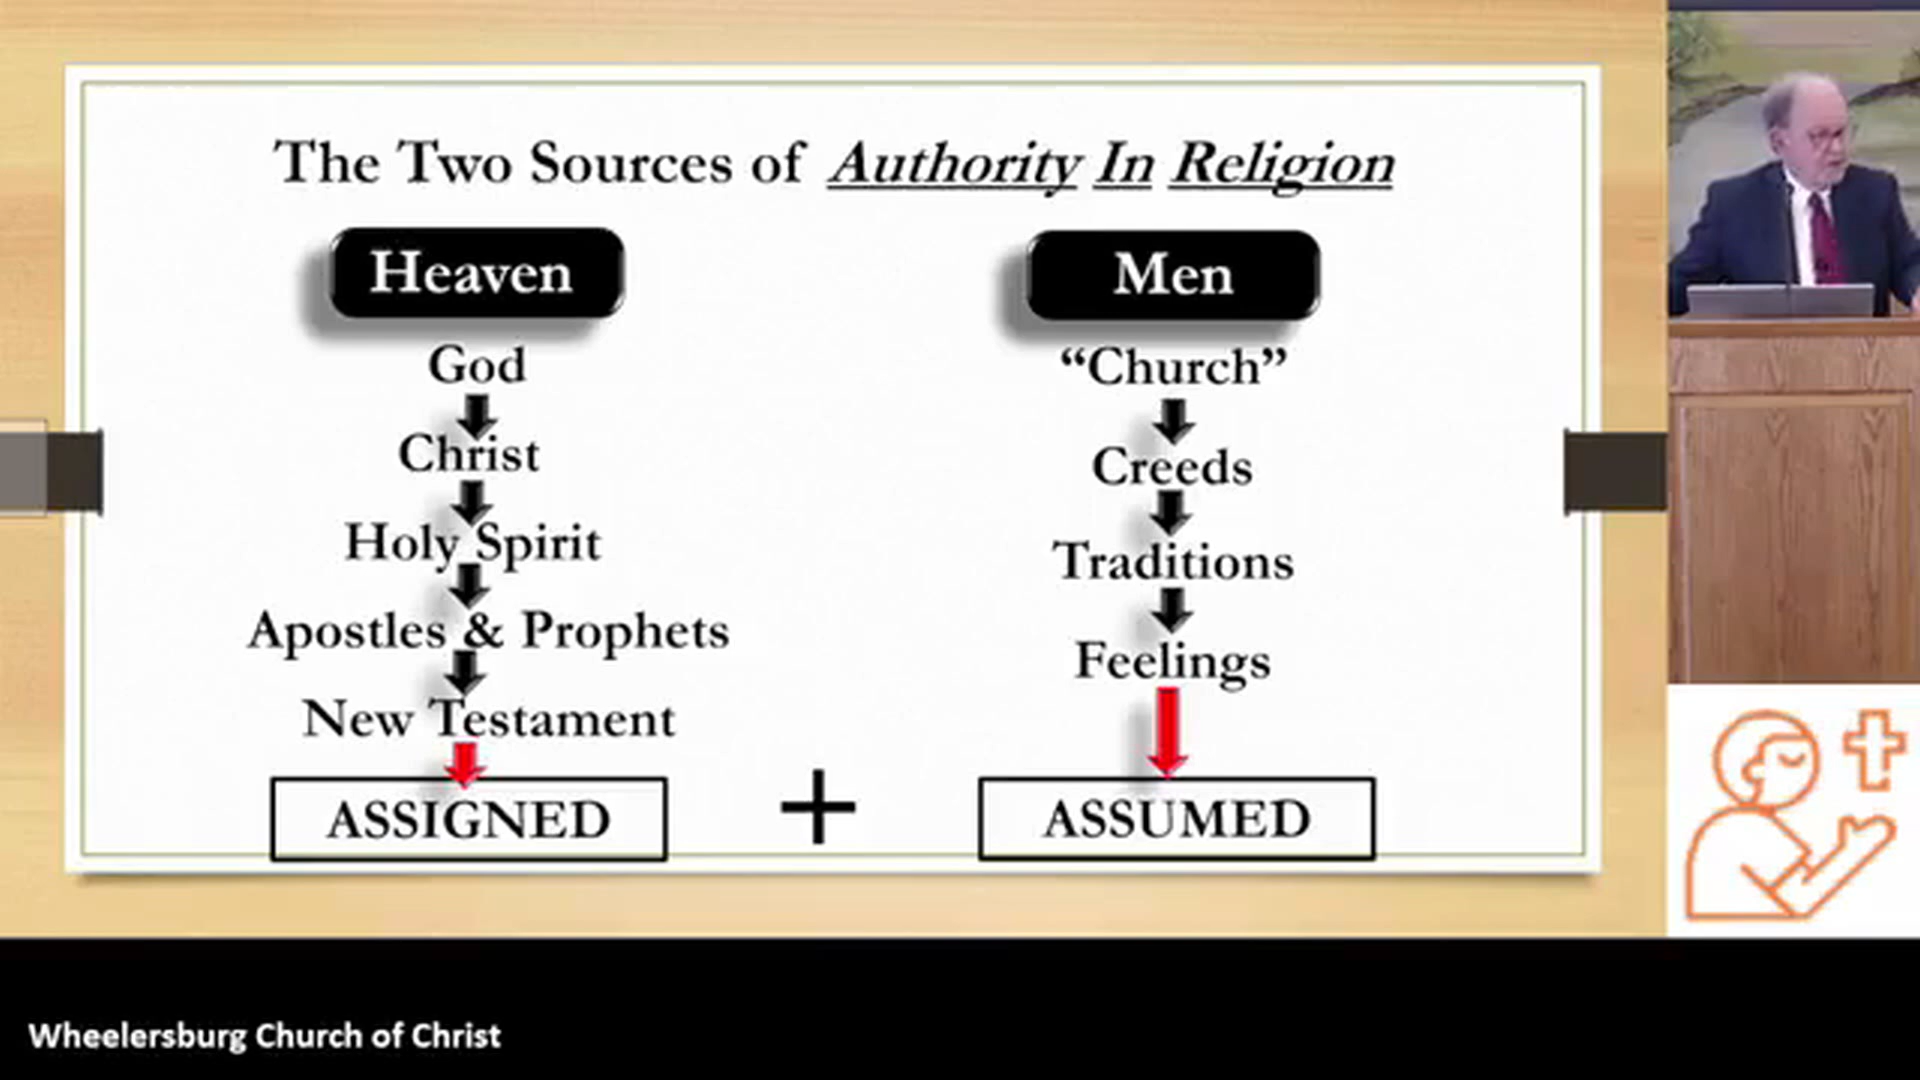 The Two Sources of Authority In Religion
Heaven
God
Christ
Holy Spirit
Apostles & Prophets
New Testament
ASSIGNED
+
Men
“Church”
Creeds
Traditions
Feelings
ASSUMED
Wheelersburg Church of Christ